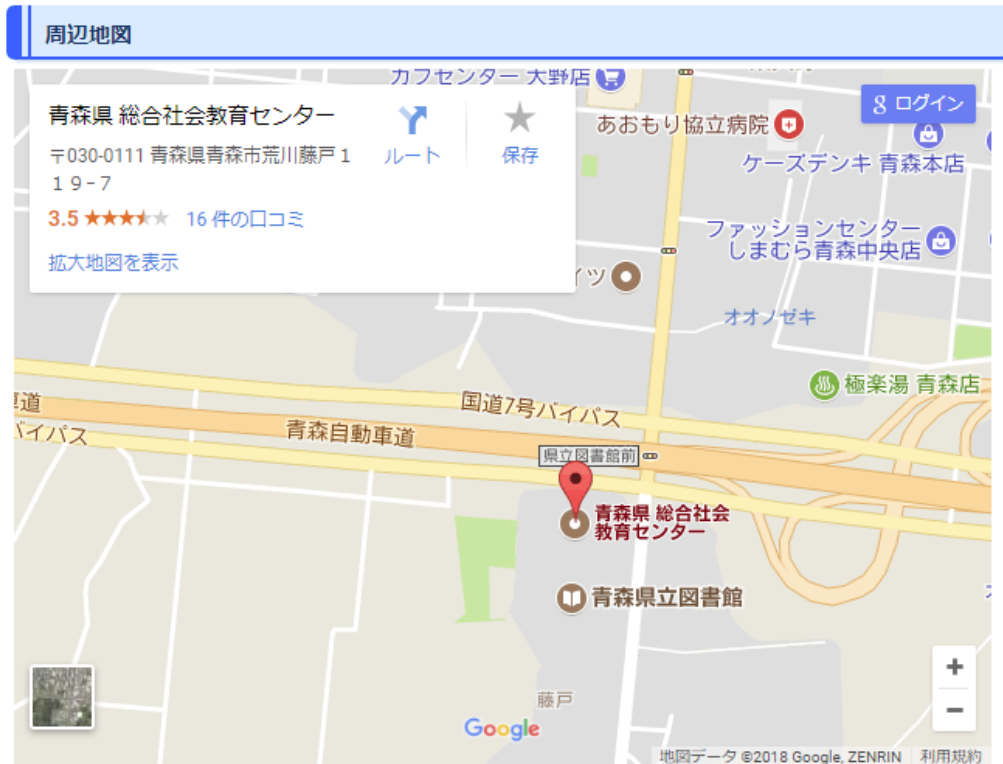 周辺地図
カブセンター 大野店
青森県 総合社会教育センター
ルート
保存
〒030-0111 青森県青森市荒川藤戸1
19-7
3.5
16 件の口コミ
拡大地図を表示
8 ログイン
あおもり協立病院
ケーズデンキ 青森本店
ファッションセンター
しまむら青森中央店
イツ
オオノゼキ
極楽湯 青森店
国道7号バイパス
車道
バイパス
青森自動車道
県立図書館前
青森県 総合社会
教育センター
青森県立図書館
藤戸
+
−
Google
地図データ ©2018 Google, ZENRIN
利用規約